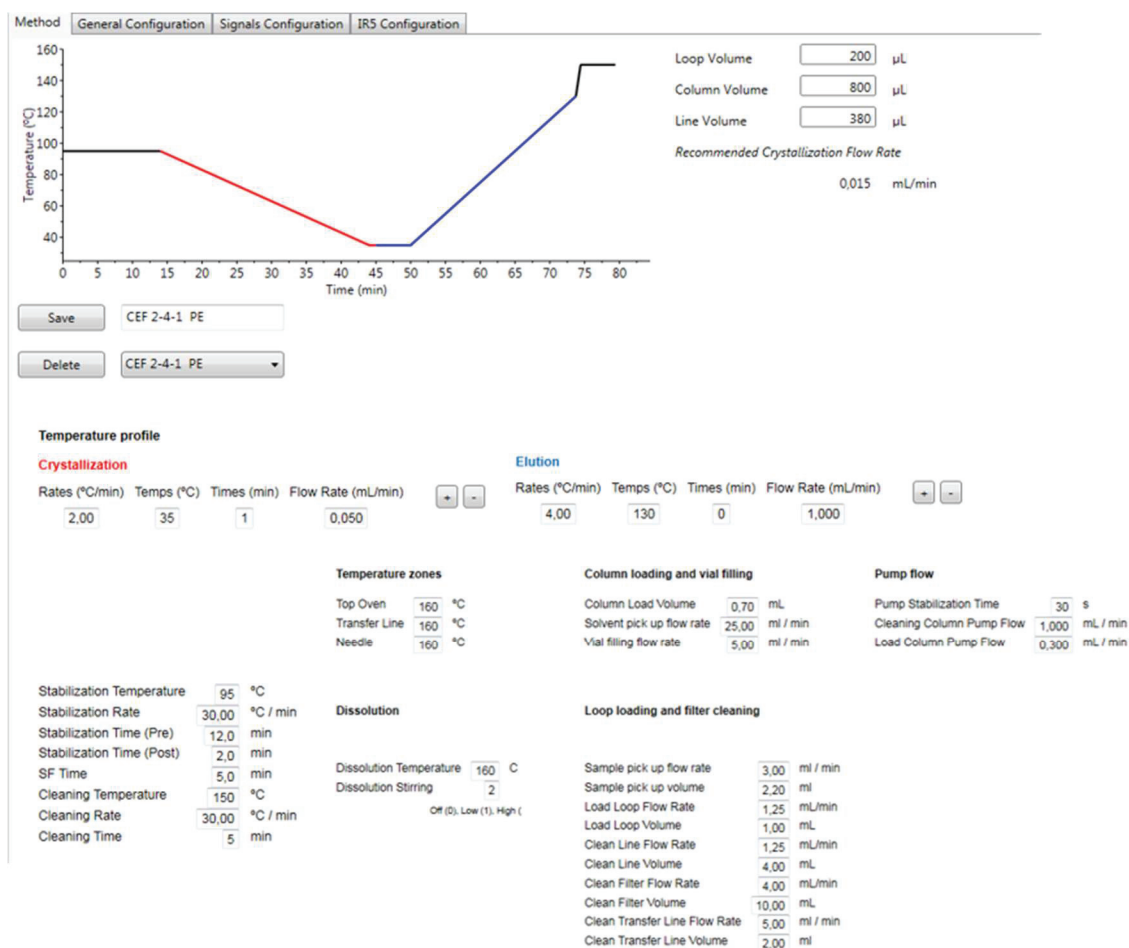 Method General Configuration Signals Configuration IR5 Configuration
160
140
120
100
80
60
40
Temperature (ºC)
0 5 10 15 20 25 30 35 40 45 50 55 60 65 70 75 80
Time (min)
Loop Volume 200 µL
Column Volume 800 µL
Line Volume 380 µL
Recommended Crystallization Flow Rate
0,015 mL/min
Save CEF 2-4-1 PE
Delete CEF 2-4-1 PE
Temperature profile
Crystallization
Rates (ºC/min) Temps (ºC) Times (min) Flow Rate (mL/min) + -
2,00 35 1 0,050
Elution
Rates (ºC/min) Temps (ºC) Times (min) Flow Rate (mL/min) + -
4,00 130 0 1,000
Temperature zones
Top Oven 160 ºC
Transfer Line 160 ºC
Needle 160 ºC
Column loading and vial filling
Column Load Volume 0,70 mL
Solvent pick up flow rate 25,00 ml / min
Vial filling flow rate 5,00 ml / min
Pump flow
Pump Stabilization Time 30 s
Cleaning Column Pump Flow 1,000 mL / min
Load Column Pump Flow 0,300 mL / min
Stabilization Temperature 95 ºC
Stabilization Rate 30,00 ºC / min
Stabilization Time (Pre) 12,0 min
Stabilization Time (Post) 2,0 min
SF Time 5,0 min
Cleaning Temperature 150 ºC
Cleaning Rate 30,00 ºC / min
Cleaning Time 5 min
Dissolution
Dissolution Temperature 160 C
Dissolution Stirring 2
Off (0), Low (1), High (
Loop loading and filter cleaning
Sample pick up flow rate 3,00 ml / min
Sample pick up volume 2,20 ml
Load Loop Flow Rate 1,25 mL/min
Load Loop Volume 1,00 mL
Clean Line Flow Rate 1,25 mL/min
Clean Line Volume 4,00 mL
Clean Filter Flow Rate 4,00 mL/min
Clean Filter Volume 10,00 mL
Clean Transfer Line Flow Rate 5,00 ml / min
Clean Transfer Line Volume 2,00 ml